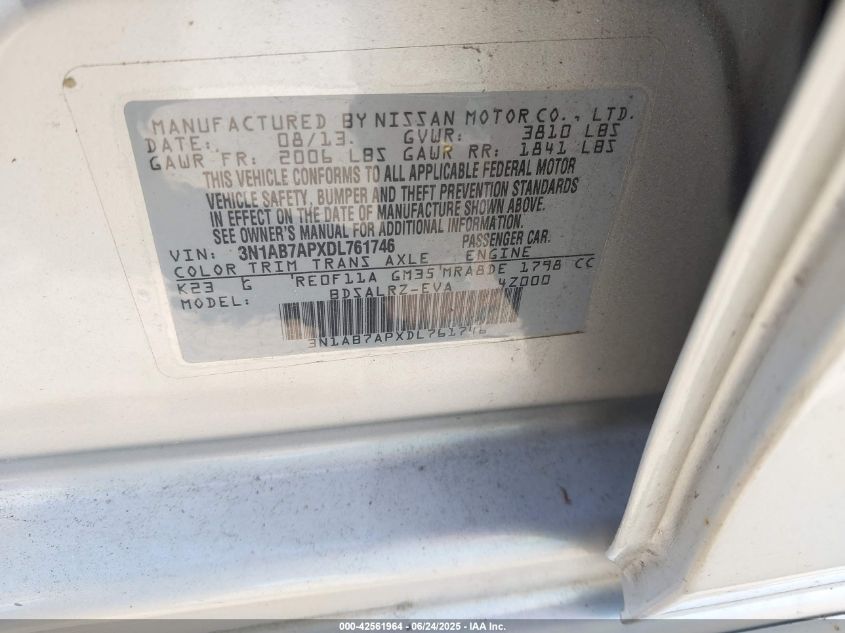 MANUFACTURED BY NISSAN MOTOR CO., LTD.
DATE: 08/13. GVWR: 3810 LBS
GAWR FR: 2006 LBS GAWR RR: 1841 LBS
THIS VEHICLE CONFORMS TO ALL APPLICABLE FEDERAL MOTOR
VEHICLE SAFETY, BUMPER AND THEFT PREVENTION STANDARDS
IN EFFECT ON THE DATE OF MANUFACTURE SHOWN ABOVE.
SEE OWNER'S MANUAL FOR ADDITIONAL INFORMATION.
VIN: 3N1AB7APXDL761746 PASSENGER CAR.
COLOR TRIM TRANS AXLE ENGINE
K23 G RE0F11A GM35 MRA8DE 1798 CC
MODEL: BDSALRZ-EVA 4Z000
3N1AB7APXDL761746
000-42561964 | 06/24/2025 - IAA Inc.